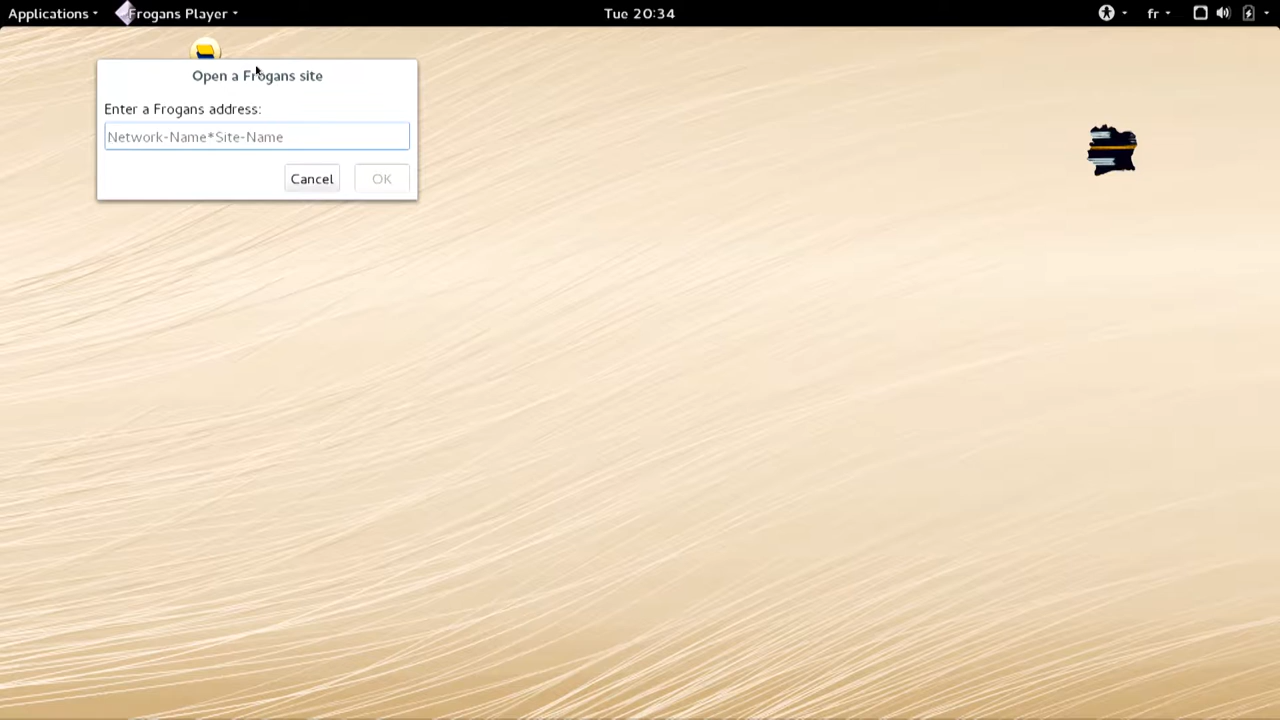 Applications
Frogans Player
Tue 20:34
fr
Open a Frogans site
Enter a Frogans address:
Network-Name*Site-Name
Cancel
OK